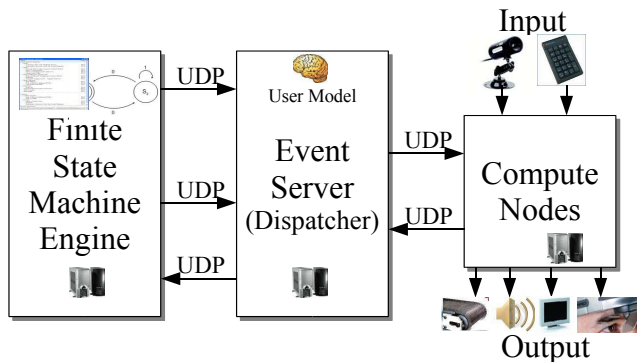 Input
UDP
User Model
Finite
State
Machine
Engine
UDP
Event
Server
(Dispatcher)
UDP
UDP
UDP
Compute
Nodes
Output